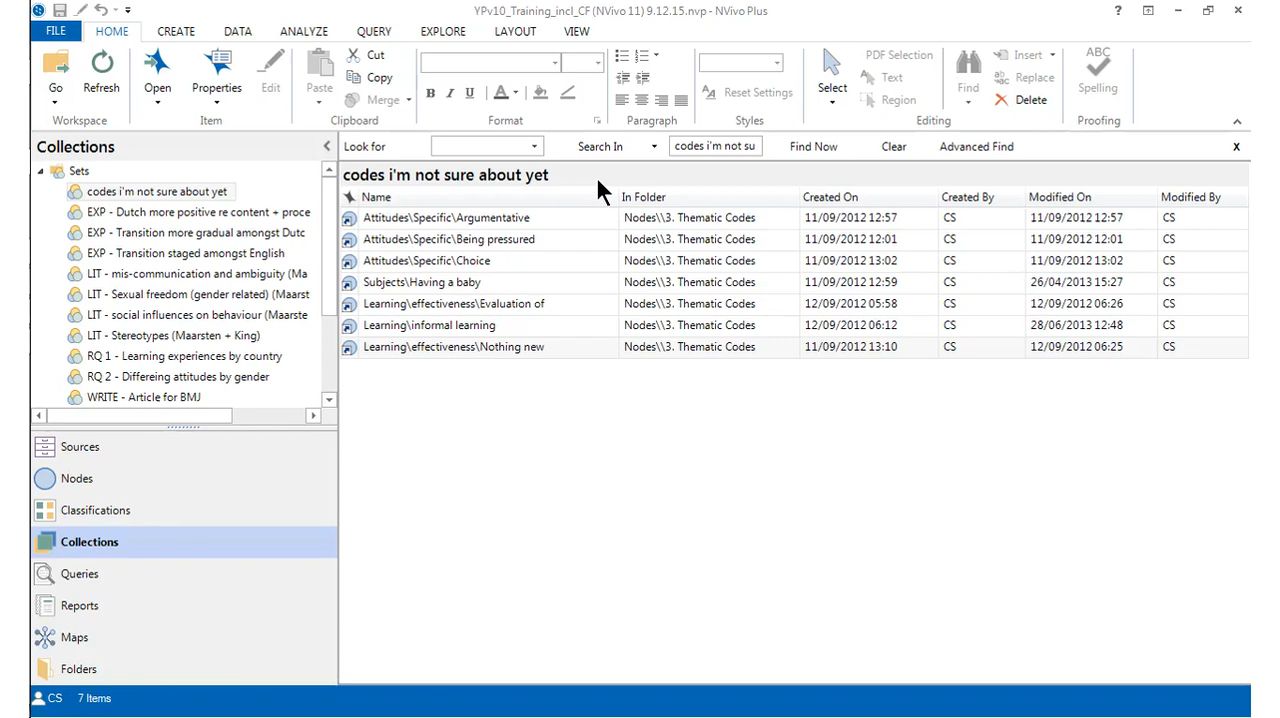 YPv10_Training_incl_CF (NVivo 11) 9.12.15.nvp - NVivo Plus
?
FILE HOME CREATE DATA ANALYZE QUERY EXPLORE LAYOUT VIEW
Go Refresh Open Properties Edit Paste Cut Copy Merge
B I U A
Reset Settings
Select PDF Selection Text Region
Find Insert Replace Delete
ABC Spelling
Workspace Item Clipboard Format Paragraph Styles Editing Proofing
Collections
Look for Search In codes i'm not su Find Now Clear Advanced Find x
Sets
codes i'm not sure about yet
EXP - Dutch more positive re content + proce
EXP - Transition more gradual amongst Dutc
EXP - Transition staged amongst English
LIT - mis-communication and ambiguity (Ma
LIT - Sexual freedom (gender related) (Maarst
LIT - social influences on behaviour (Maarste
LIT - Stereotypes (Maarsten + King)
RQ 1 - Learning experiences by country
RQ 2 - Differeing attitudes by gender
WRITE - Article for BMJ
Sources
Nodes
Classifications
Collections
Queries
Reports
Maps
Folders
codes i'm not sure about yet
Name In Folder Created On Created By Modified On Modified By
Attitudes\Specific\Argumentative Nodes\\3. Thematic Codes 11/09/2012 12:57 CS 11/09/2012 12:57 CS
Attitudes\Specific\Being pressured Nodes\\3. Thematic Codes 11/09/2012 12:01 CS 11/09/2012 12:01 CS
Attitudes\Specific\Choice Nodes\\3. Thematic Codes 11/09/2012 13:02 CS 11/09/2012 13:02 CS
Subjects\Having a baby Nodes\\3. Thematic Codes 11/09/2012 12:59 CS 26/04/2013 15:27 CS
Learning\effectiveness\Evaluation of Nodes\\3. Thematic Codes 12/09/2012 05:58 CS 12/09/2012 06:26 CS
Learning\informal learning Nodes\\3. Thematic Codes 12/09/2012 06:12 CS 28/06/2013 12:48 CS
Learning\effectiveness\Nothing new Nodes\\3. Thematic Codes 11/09/2012 13:10 CS 12/09/2012 06:25 CS
CS 7 Items